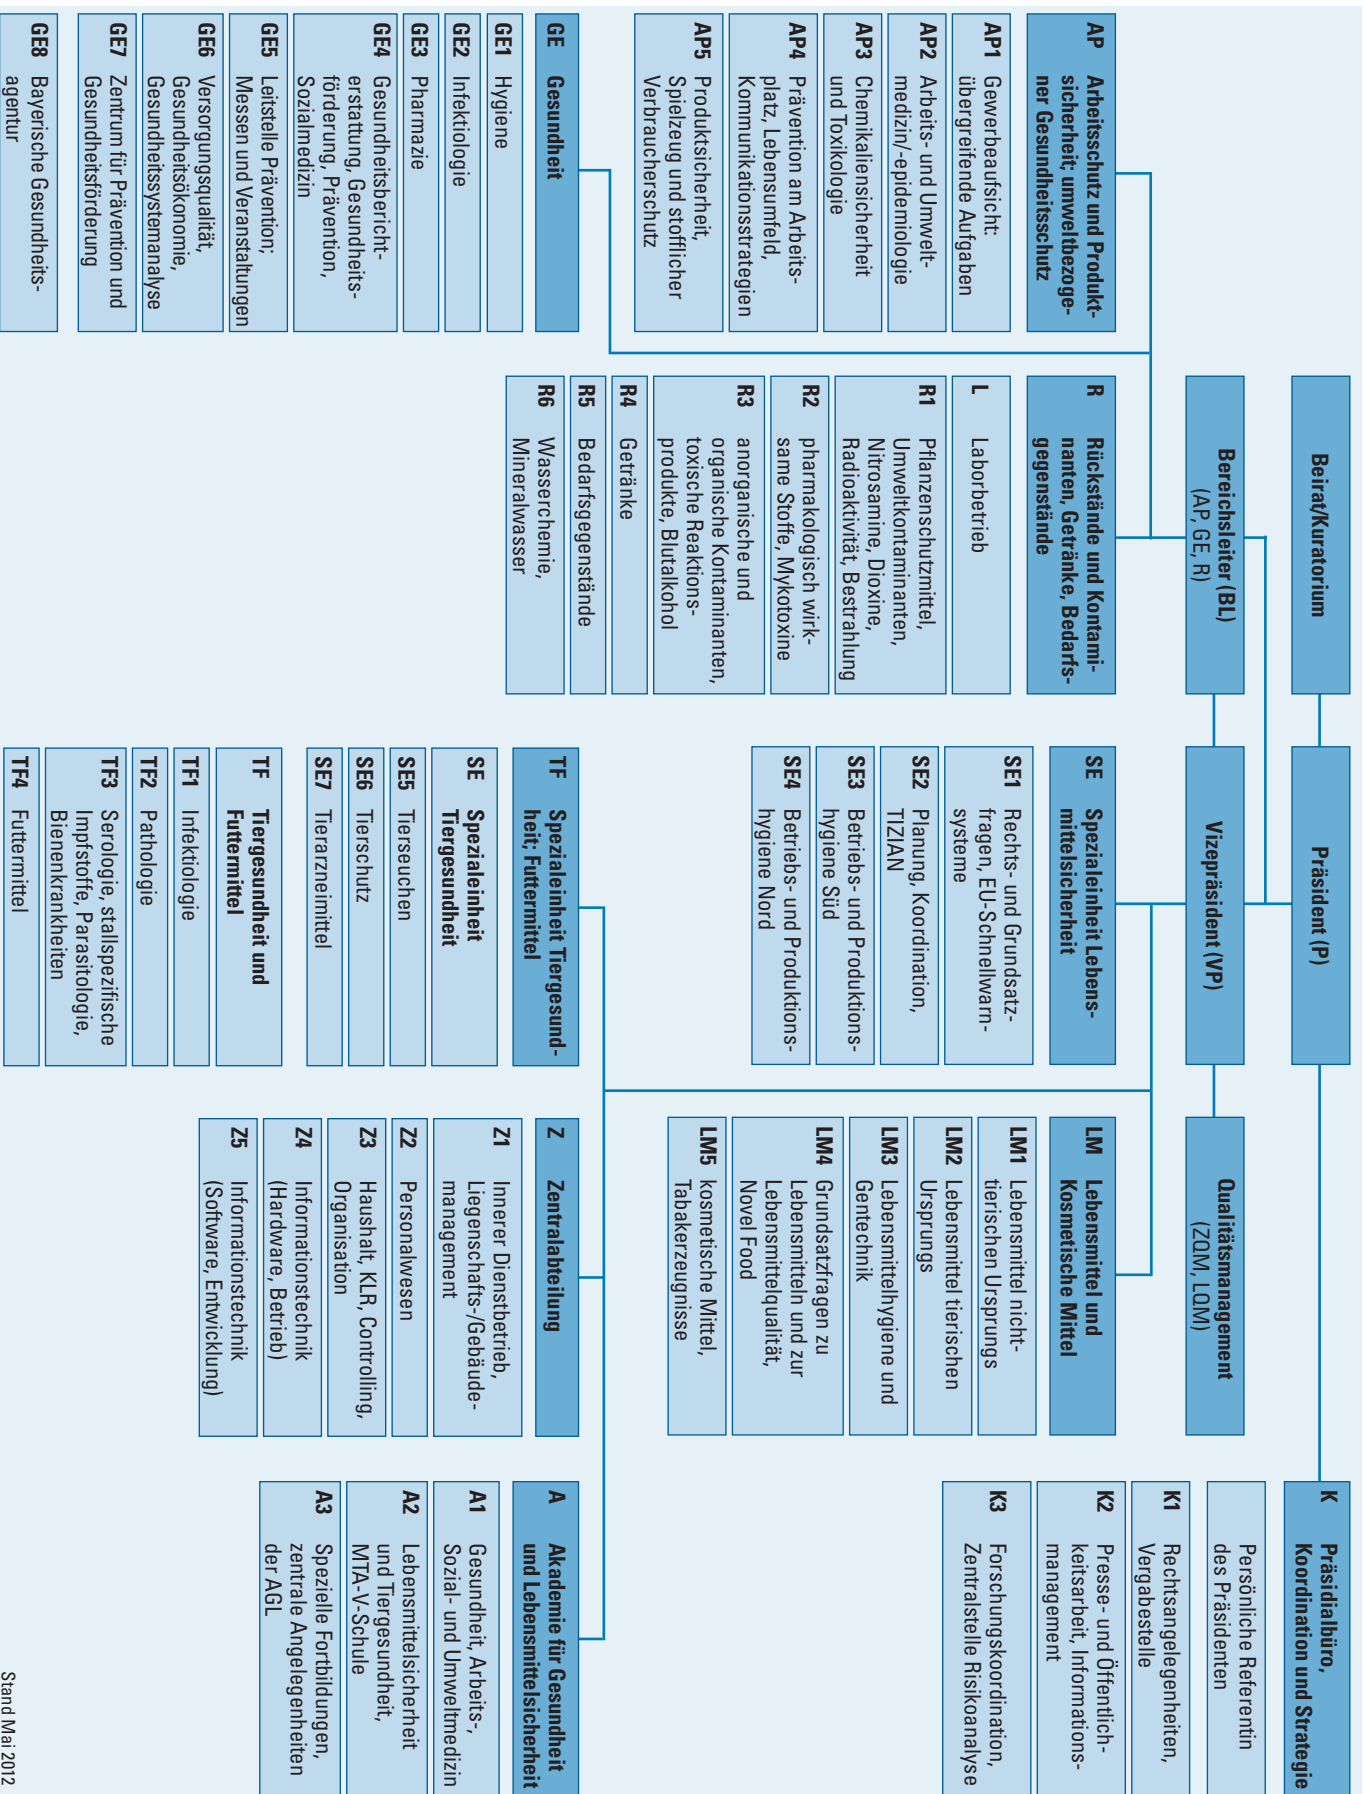 Beirat/Kuratorium
Präsident (P)
K Präsidialbüro,
Koordination und Strategie
Persönliche Referentin
des Präsidenten
K1 Rechtsangelegenheiten,
Vergabestelle
K2 Presse- und Öffentlich-
keitsarbeit, Informations-
management
K3 Forschungskoordination,
Zentralstelle Risikoanalyse
Bereichsleiter (BL)
(AP, GE, R)
Vizepräsident (VP)
Qualitätsmanagement
(ZQM, LQM)
AP Arbeitsschutz und Produkt-
sicherheit; umweltbezoge-
ner Gesundheitsschutz
AP1 Gewerbeaufsicht:
übergreifende Aufgaben
AP2 Arbeits- und Umwelt-
medizin/-epidemiologie
AP3 Chemikaliensicherheit
und Toxikologie
AP4 Prävention am Arbeits-
platz, Lebensumfeld,
Kommunikationsstrategien
AP5 Produktsicherheit,
Spielzeug und stofflicher
Verbraucherschutz
R Rückstände und Kontami-
nanten, Getränke, Bedarfs-
gegenstände
L Laborbetrieb
R1 Pflanzenschutzmittel,
Umweltkontaminanten,
Nitrosamine, Dioxine,
Radioaktivität, Bestrahlung
R2 pharmakologisch wirk-
same Stoffe, Mykotoxine
R3 anorganische und
organische Kontaminanten,
toxische Reaktions-
produkte, Blutalkohol
R4 Getränke
R5 Bedarfsgegenstände
R6 Wasserchemie,
Mineralwasser
SE Spezialeinheit Lebens-
mittelsicherheit
SE1 Rechts- und Grundsatz-
fragen, EU-Schnellwarn-
systeme
SE2 Planung, Koordination,
TIZIAN
SE3 Betriebs- und Produktions-
hygiene Süd
SE4 Betriebs- und Produktions-
hygiene Nord
LM Lebensmittel und
Kosmetische Mittel
LM1 Lebensmittel nicht-
tierischen Ursprungs
LM2 Lebensmittel tierischen
Ursprungs
LM3 Lebensmittelhygiene und
Gentechnik
LM4 Grundsatzfragen zu
Lebensmitteln und zur
Lebensmittelqualität,
Novel Food
LM5 kosmetische Mittel,
Tabakerzeugnisse
GE Gesundheit
GE1 Hygiene
GE2 Infektiologie
GE3 Pharmazie
GE4 Gesundheitsbericht-
erstattung, Gesundheits-
förderung, Prävention,
Sozialmedizin
GE5 Leitstelle Prävention;
Messen und Veranstaltungen
GE6 Versorgungsqualität,
Gesundheitsökonomie,
Gesundheitssystemanalyse
GE7 Zentrum für Prävention und
Gesundheitsförderung
GE8 Bayerische Gesundheits-
agentur
TF Spezialeinheit Tiergesund-
heit; Futtermittel
SE Spezialeinheit
Tiergesundheit
SE5 Tierseuchen
SE6 Tierschutz
SE7 Tierarzneimittel
TF Tiergesundheit und
Futtermittel
TF1 Infektiologie
TF2 Pathologie
TF3 Serologie, stallspezifische
Impfstoffe, Parasitologie,
Bienenkrankheiten
TF4 Futtermittel
Z Zentralabteilung
Z1 Innerer Dienstbetrieb,
Liegenschafts-/Gebäude-
management
Z2 Personalwesen
Z3 Haushalt, KLR, Controlling,
Organisation
Z4 Informationstechnik
(Hardware, Betrieb)
Z5 Informationstechnik
(Software, Entwicklung)
A Akademie für Gesundheit
und Lebensmittelsicherheit
A1 Gesundheit, Arbeits-,
Sozial- und Umweltmedizin
A2 Lebensmittelsicherheit
und Tiergesundheit,
MTA-V-Schule
A3 Spezielle Fortbildungen,
zentrale Angelegenheiten
der AGL
Stand Mai 2012